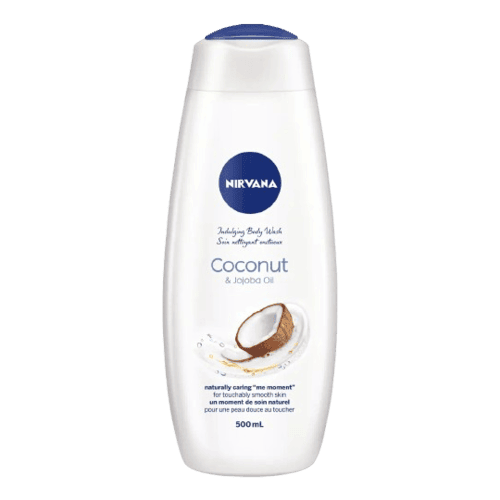 NIRVANA
Indulging Body Wash
Soin nettoyant onctueux
Coconut
& Jojoba Oil
naturally caring "me moment"
for touchably smooth skin
un moment de soin naturel
pour une peau douce au toucher
500 mL